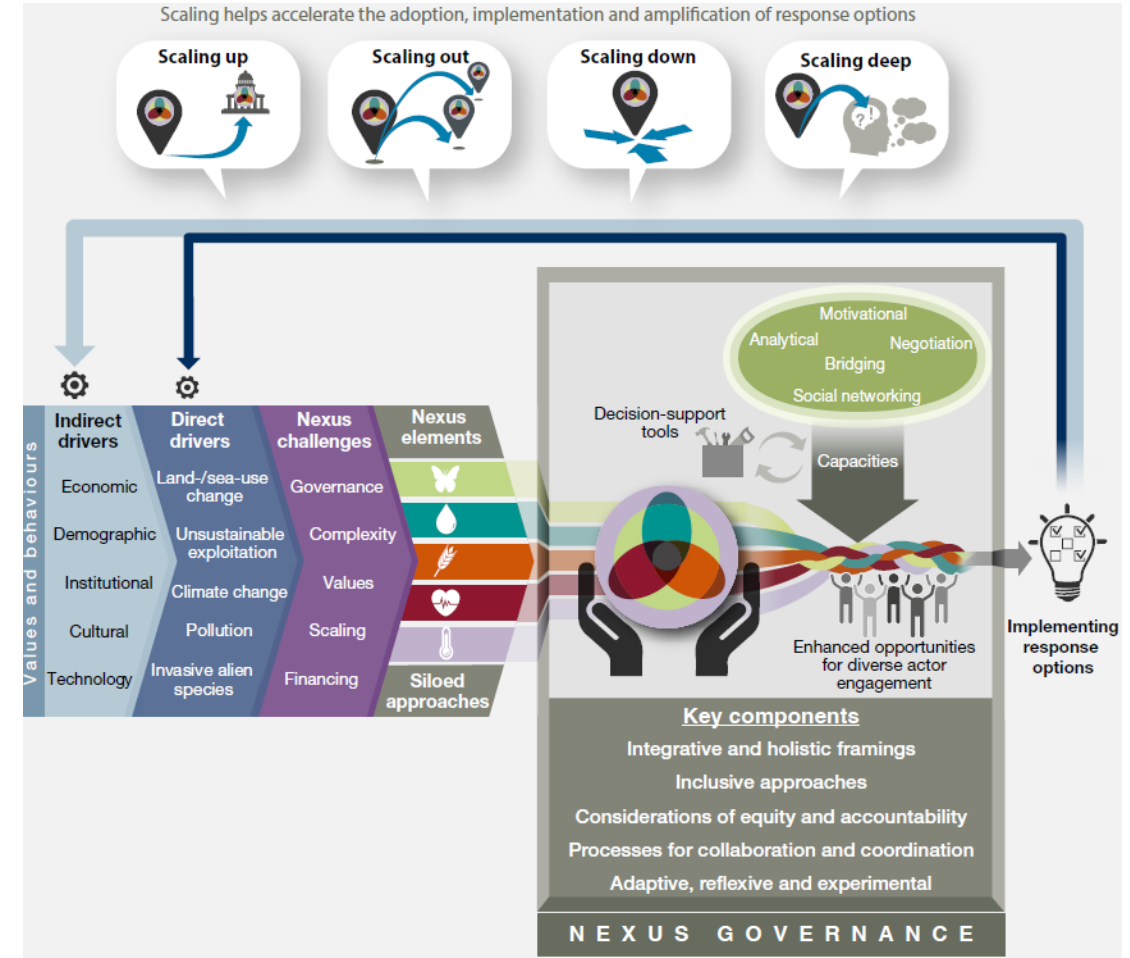 Scaling helps accelerate the adoption, implementation and amplification of response options
Scaling up
Scaling out
Scaling down
Scaling deep
?
!
Values and behaviours
Indirect
drivers
Economic
Demographic
Institutional
Cultural
Technology
Direct
drivers
Land-/sea-use
change
Unsustainable
exploitation
Climate change
Pollution
Invasive alien
species
Nexus
challenges
Governance
Complexity
Values
Scaling
Financing
Nexus
elements
Siloed
approaches
Decision-support
tools
Motivational
Analytical
Negotiation
Bridging
Social networking
Capacities
Enhanced opportunities
for diverse actor
engagement
Implementing
response
options
Key components
Integrative and holistic framings
Inclusive approaches
Considerations of equity and accountability
Processes for collaboration and coordination
Adaptive, reflexive and experimental
NEXUS GOVERNANCE